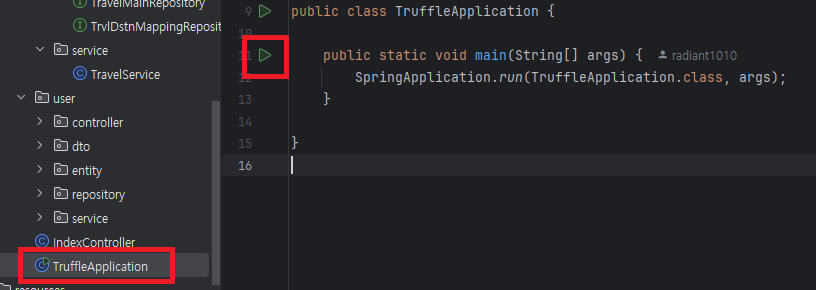 TravelMainRepository
TrvlDstnMappingReposit
service
TravelService
user
controller
dto
entity
repository
service
IndexController
TruffleApplication
resources
9 public class TruffleApplication {
10
11 public static void main(String[] args) { radiant1010
12 SpringApplication.run(TruffleApplication.class, args);
13 }
14
15 }
16